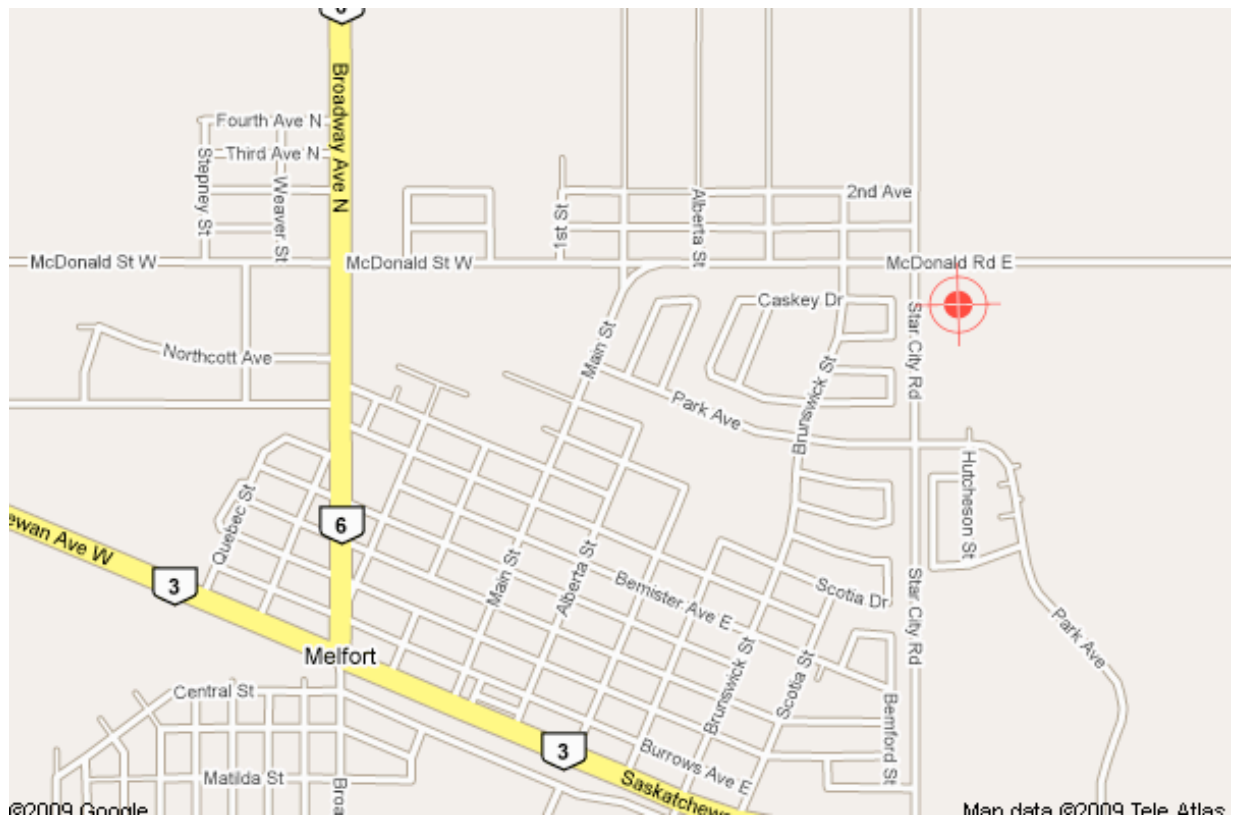 6
Broadway Ave N
Fourth Ave N
Third Ave N
Stepney St
Weaver St
1st St
Alberta St
2nd Ave
McDonald St W
McDonald St W
McDonald Rd E
Caskey Dr
Star City Rd
Main St
Northcott Ave
Park Ave
Brunswick St
Hutcheson St
Quebec St
6
ewan Ave W
3
Main St
Alberta St
Bemister Ave E
Scotia Dr
Star City Rd
Park Ave
Melfort
Brunswick St
Scotia St
Central St
Bemford St
3
Burrows Ave E
Matilda St
Broa
Saskatchewa
©2009 Google
Map data ©2009 Tele Atlas